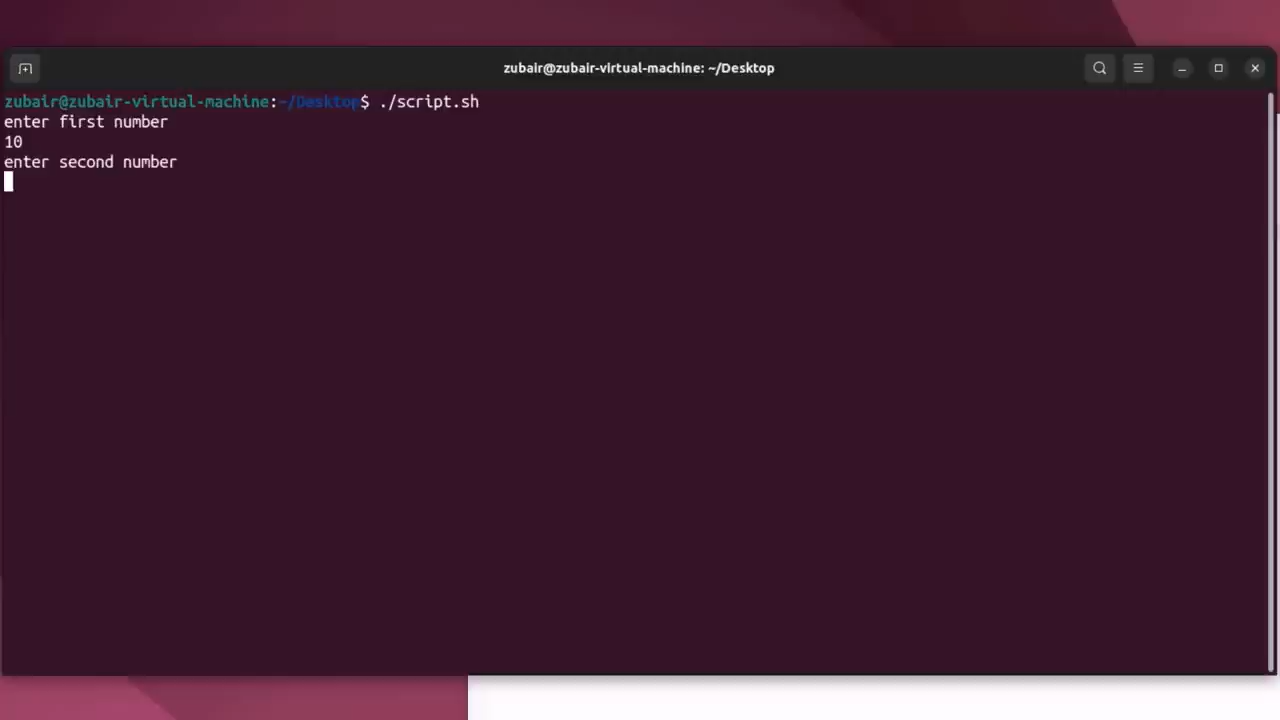 zubair@zubair-virtual-machine: ~/Desktop
zubair@zubair-virtual-machine:~/Desktop$ ./script.sh
enter first number
10
enter second number